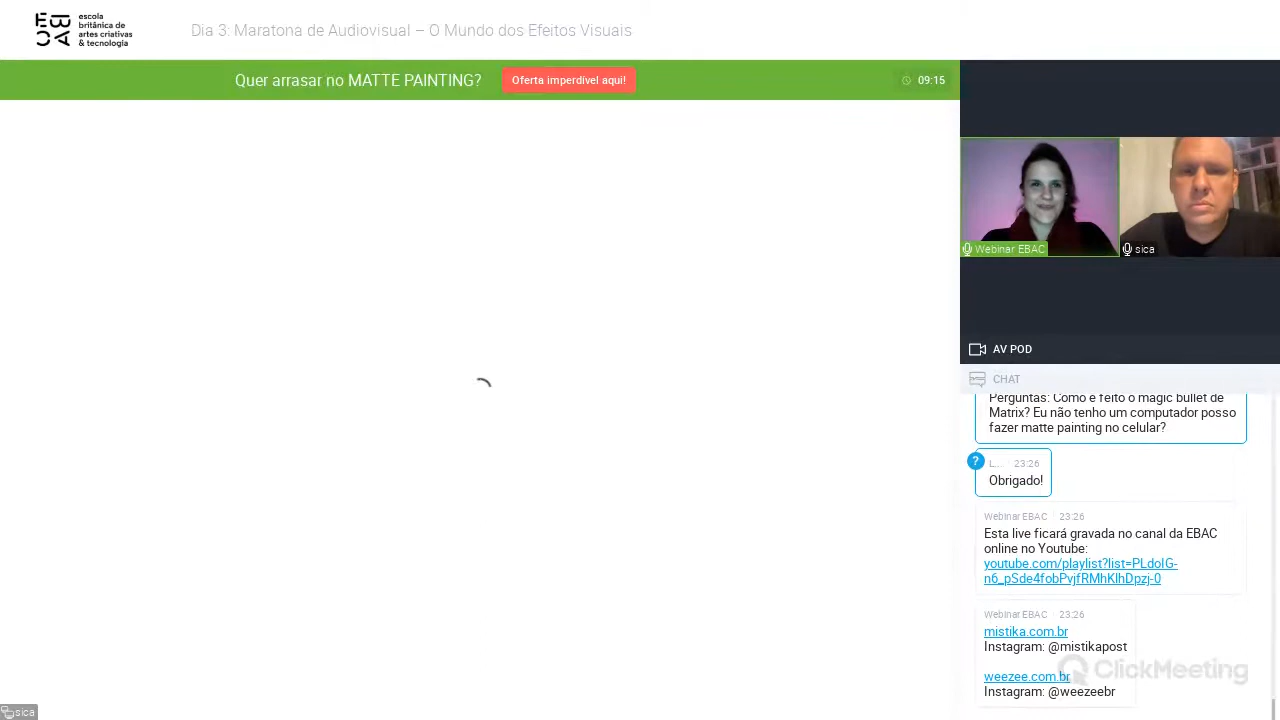 EBAC
escola
britânica de
artes criativas
& tecnologia
Dia 3: Maratona de Audiovisual – O Mundo dos Efeitos Visuais
Quer arrasar no MATTE PAINTING?
Oferta imperdível aqui!
09:15
Webinar EBAC
sica
AV POD
CHAT
Perguntas: Como é feito o magic bullet de
Matrix? Eu não tenho um computador posso
fazer matte painting no celular?
?
L... 23:26
Obrigado!
Webinar EBAC 23:26
Esta live ficará gravada no canal da EBAC
online no Youtube:
youtube.com/playlist?list=PLdoIG-
n6_pSde4fobPvjfRMhKlhDpzj-0
Webinar EBAC 23:26
mistika.com.br
Instagram: @mistikapost
ClickMeeting
weezee.com.br
Instagram: @weezeebr
sica